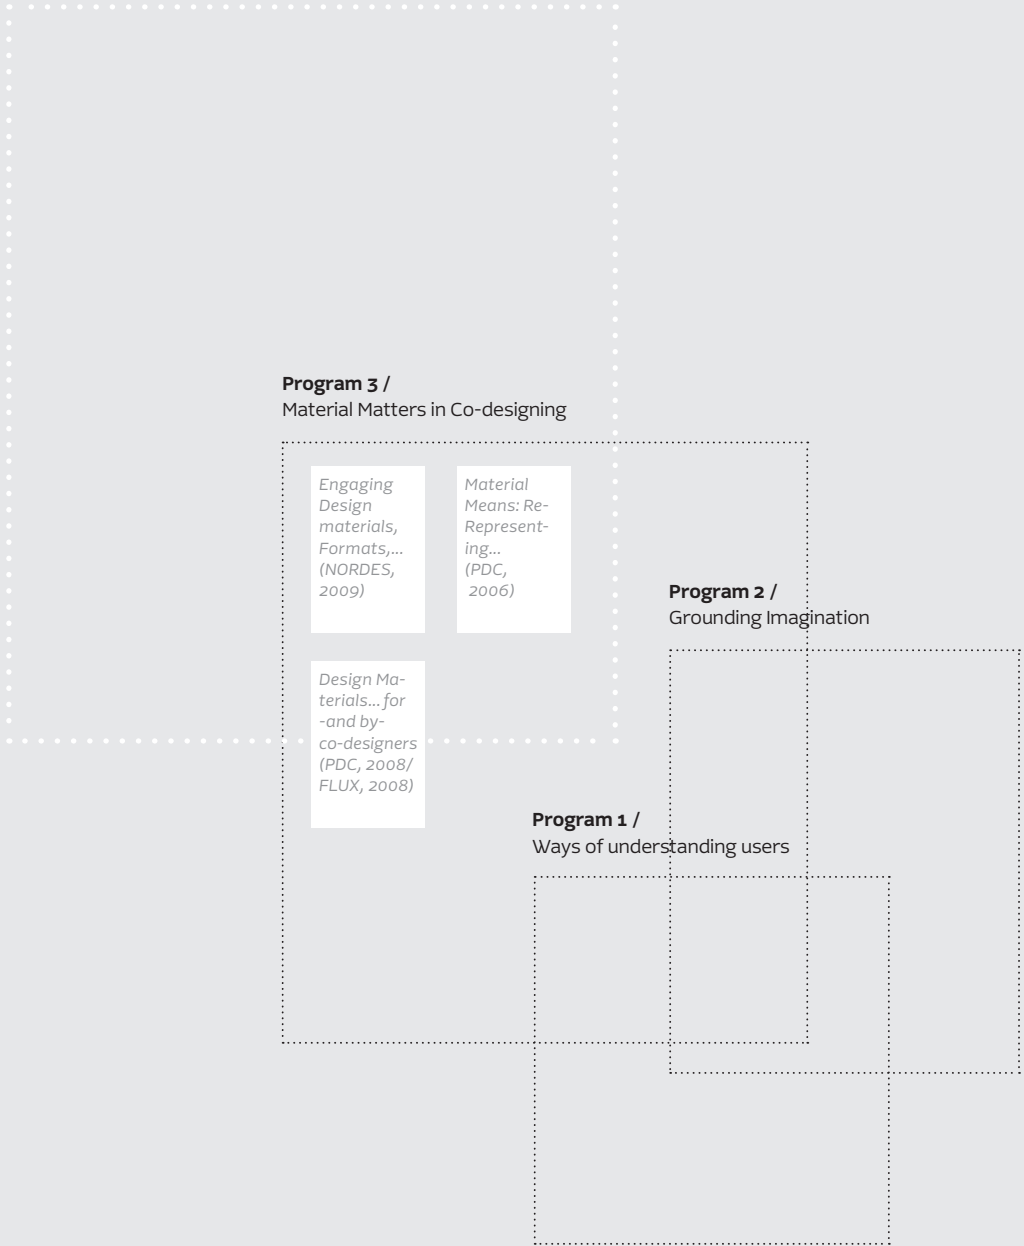 Program 3 /
Material Matters in Co-designing
Engaging
Design
materials,
Formats,...
(NORDES,
2009)
Material
Means: Re-
Represent-
ing...
(PDC,
2006)
Design Ma-
terials... for
-and by-
co-designers
(PDC, 2008/
FLUX, 2008)
Program 2 /
Grounding Imagination
Program 1 /
Ways of understanding users